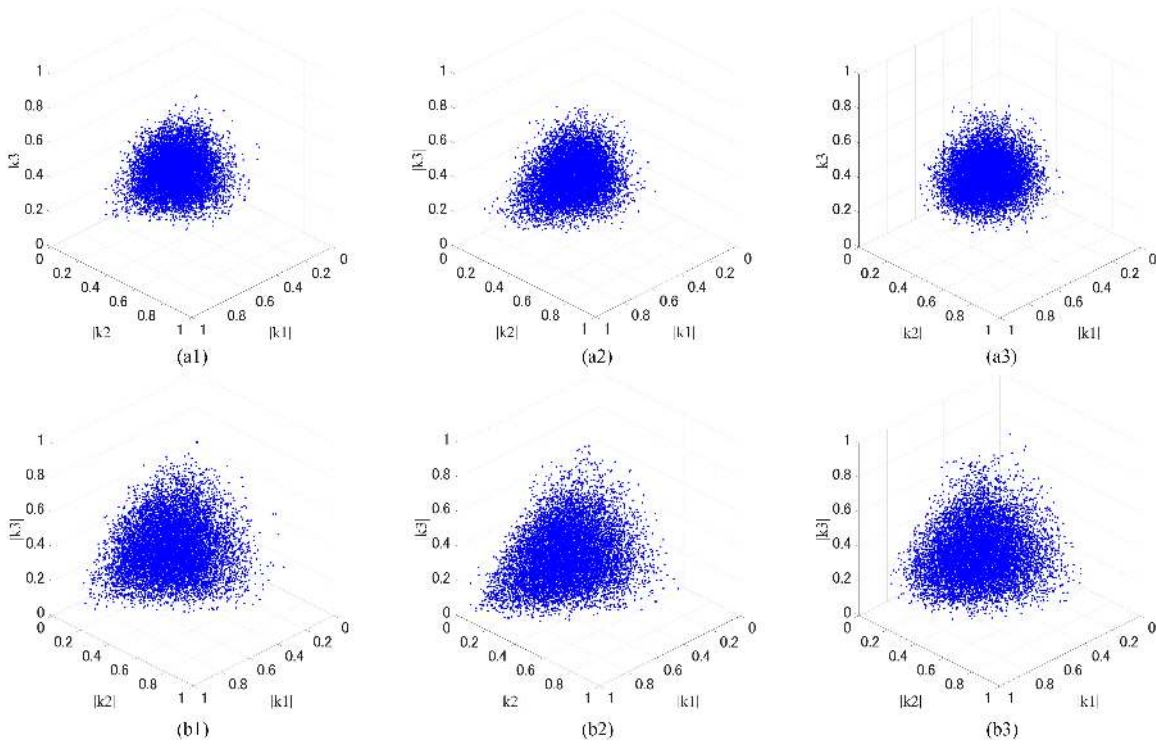 1 1 1
0.8 0.8 0.8
0.6 0.6 0.6
|k3 |k3| |k3
0.4 0.4 0.4
0.2 0.2 0.2
0 0 0 0 0 0
0 0 0
0.2 0.2 0.2 0.2 0.2 0.2
0.4 0.4 0.4 0.4 0.4 0.4
0.6 0.6 0.6 0.6 0.6 0.6
0.8 0.8 0.8 0.8 0.8 0.8
|k2 1 1 |k1| |k2| 1 1 |k1| k2| 1 1 |k1|
(a1) (a2) (a3)
1 1 1
0.8 0.8 0.8
0.6 0.6 0.6
|k3| |k3| |k3|
0.4 0.4 0.4
0.2 0.2 0.2
0 0 0 0 0 0
0 0 0
0.2 0.2 0.2 0.2 0.2 0.2
0.4 0.4 0.4 0.4 0.4 0.4
0.6 0.6 0.6 0.6 0.6 0.6
0.8 0.8 0.8 0.8 0.8 0.8
|k2| 1 1 |k1| k2 1 1 |k1| |k2| 1 1 k1|
(b1) (b2) (b3)